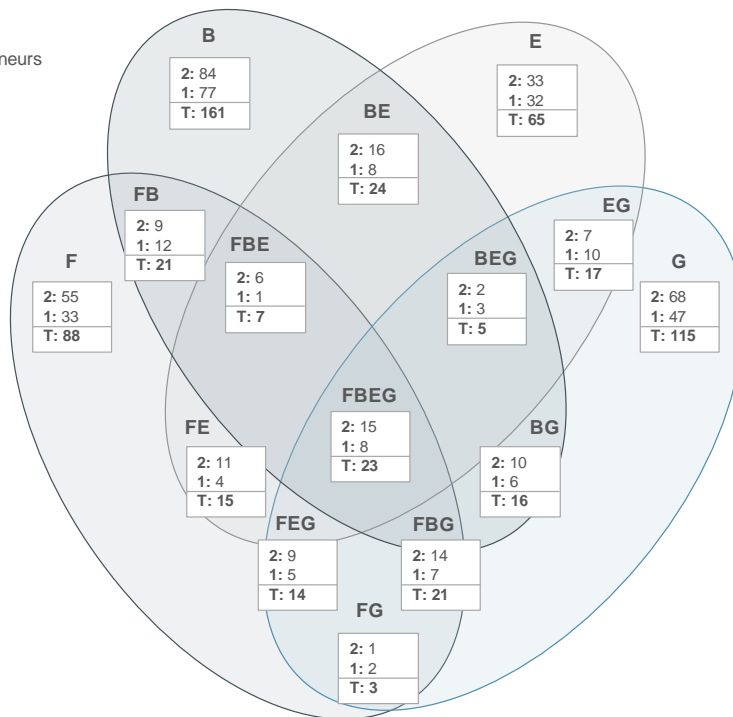 neurs
B
2: 84
1: 77
T: 161
E
2: 33
1: 32
T: 65
BE
2: 16
1: 8
T: 24
FB
2: 9
1: 12
T: 21
EG
2: 7
1: 10
T: 17
F
2: 55
1: 33
T: 88
FBE
2: 6
1: 1
T: 7
BEG
2: 2
1: 3
T: 5
G
2: 68
1: 47
T: 115
FBEG
2: 15
1: 8
T: 23
FE
2: 11
1: 4
T: 15
BG
2: 10
1: 6
T: 16
FEG
2: 9
1: 5
T: 14
FBG
2: 14
1: 7
T: 21
FG
2: 1
1: 2
T: 3